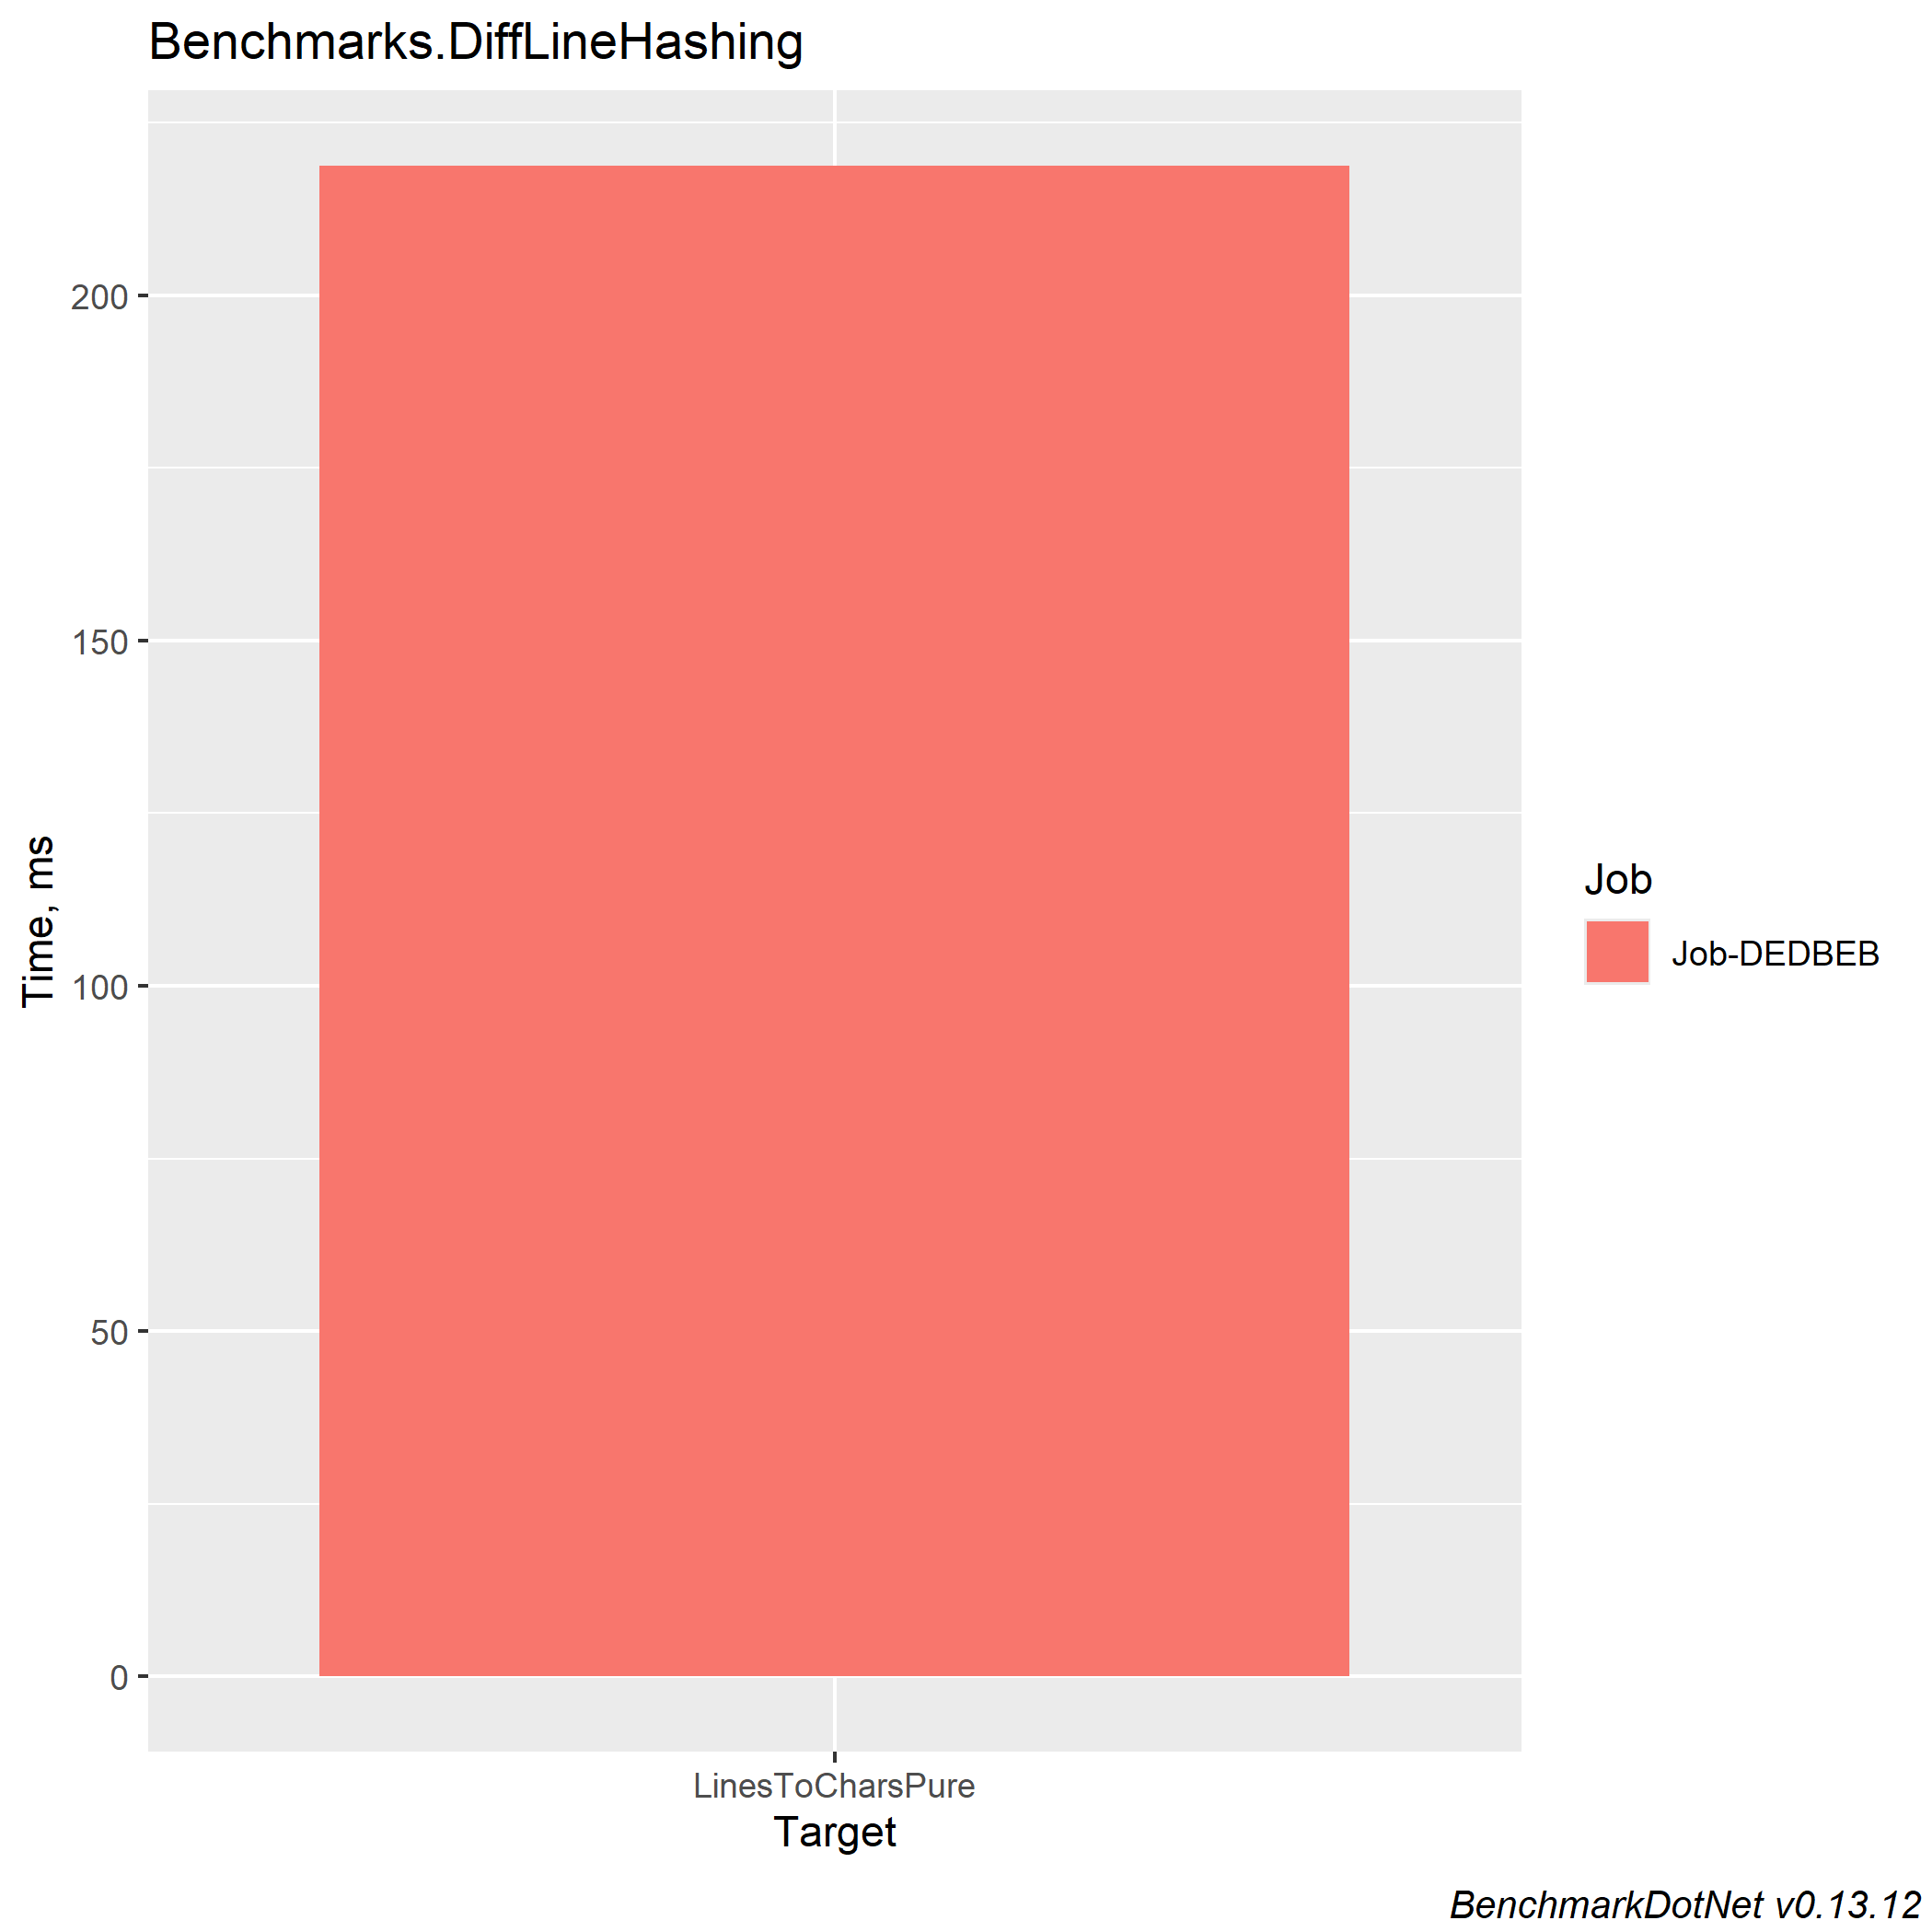 Benchmarks.DiffLineHashing
200
150
100
50
0
Time, ms
LinesToCharsPure
Target
Job
Job-DEDBEB
BenchmarkDotNet v0.13.12